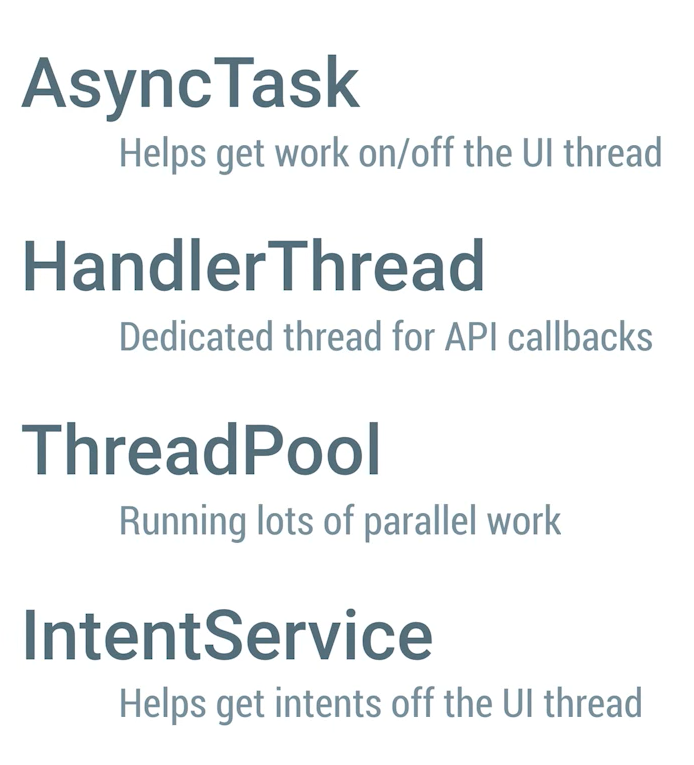 AsyncTask
Helps get work on/off the UI thread
HandlerThread
Dedicated thread for API callbacks
ThreadPool
Running lots of parallel work
IntentService
Helps get intents off the UI thread